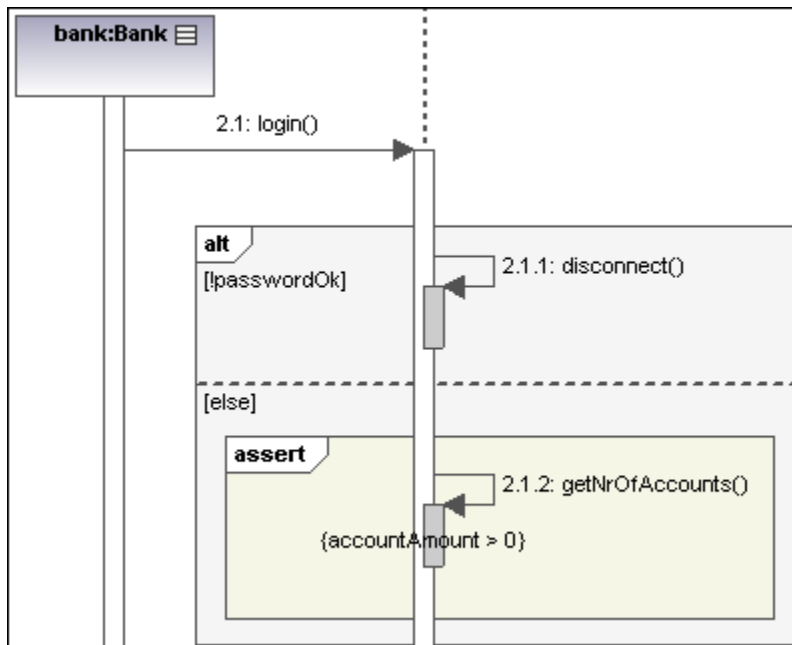 bank:Bank
2.1: login()
alt
[!passwordOk]
2.1.1: disconnect()
[else]
assert
2.1.2: getNrOfAccounts()
{accountAmount > 0}